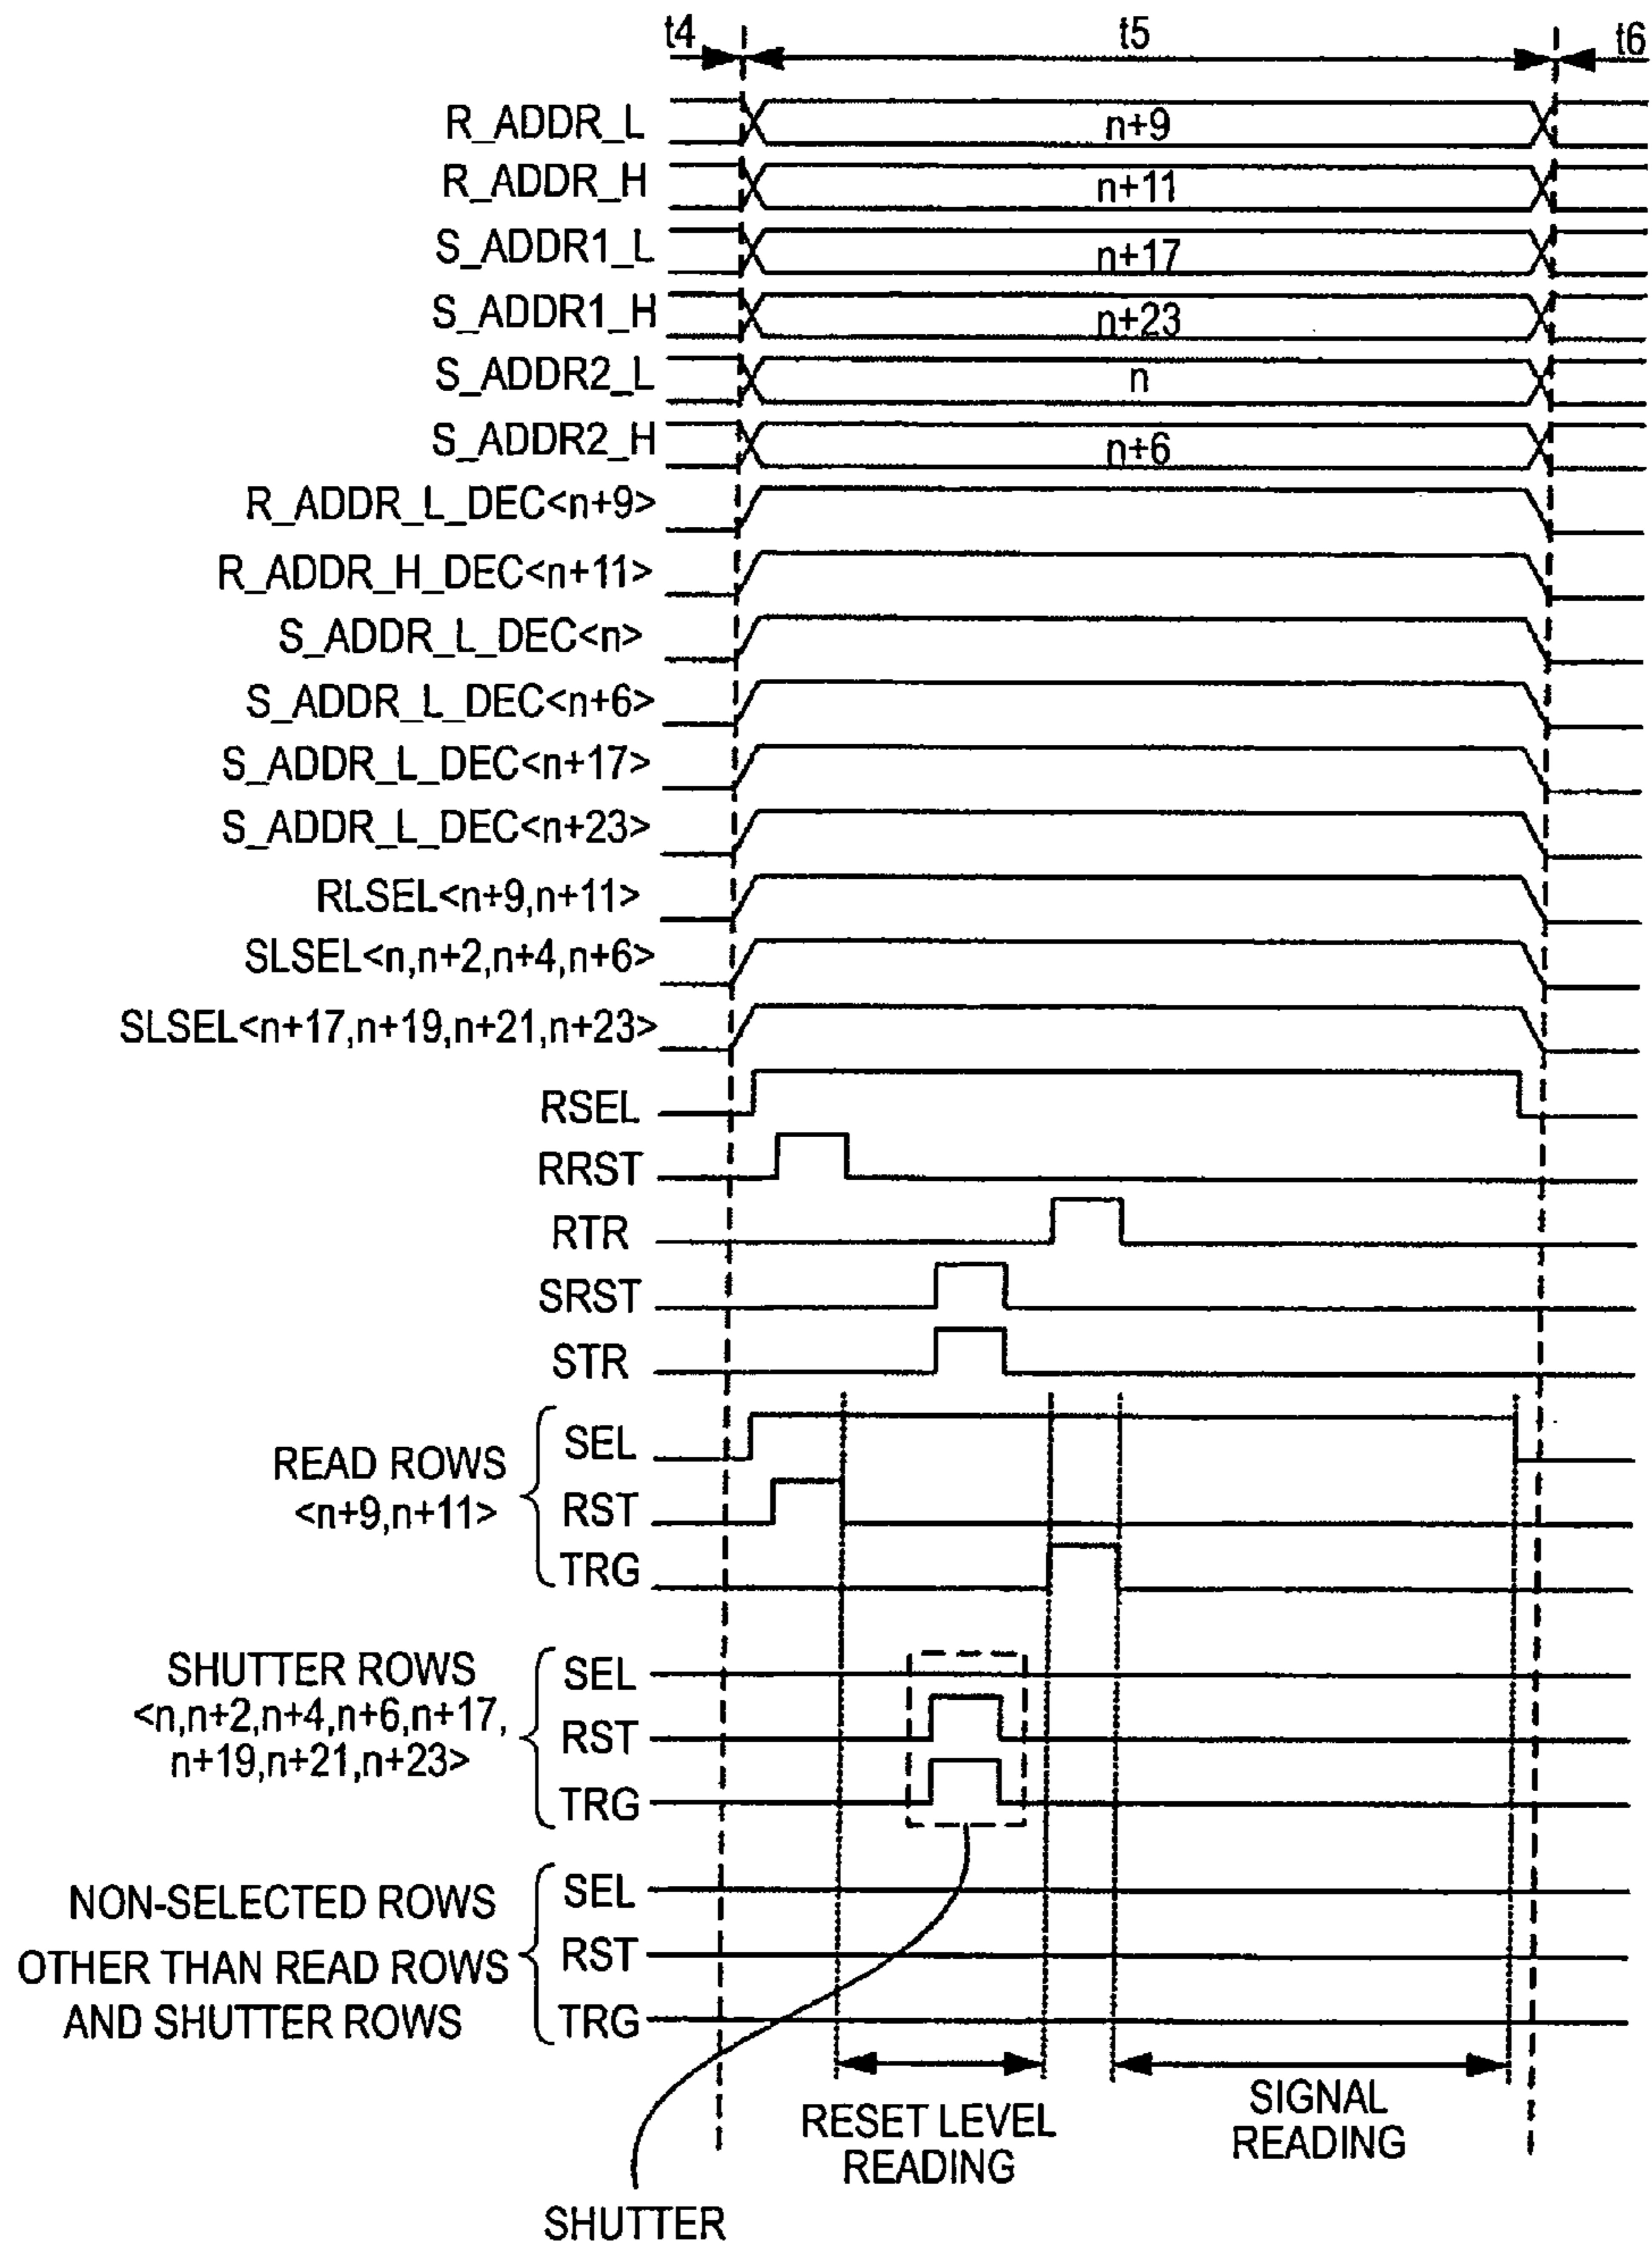 t4 t5 t6
R_ADDR_L n+9
R_ADDR_H n+11
S_ADDR1_L n+17
S_ADDR1_H n+23
S_ADDR2_L n
S_ADDR2_H n+6
R_ADDR_L_DEC<n+9>
R_ADDR_H_DEC<n+11>
S_ADDR_L_DEC<n>
S_ADDR_L_DEC<n+6>
S_ADDR_L_DEC<n+17>
S_ADDR_L_DEC<n+23>
RLSEL<n+9,n+11>
SLSEL<n,n+2,n+4,n+6>
SLSEL<n+17,n+19,n+21,n+23>
RSEL
RRST
RTR
SRST
STR
READ ROWS
<n+9,n+11>
SEL
RST
TRG
SHUTTER ROWS
<n,n+2,n+4,n+6,n+17,
n+19,n+21,n+23>
SEL
RST
TRG
NON-SELECTED ROWS
OTHER THAN READ ROWS
AND SHUTTER ROWS
SEL
RST
TRG
RESET LEVEL
READING
SIGNAL
READING
SHUTTER